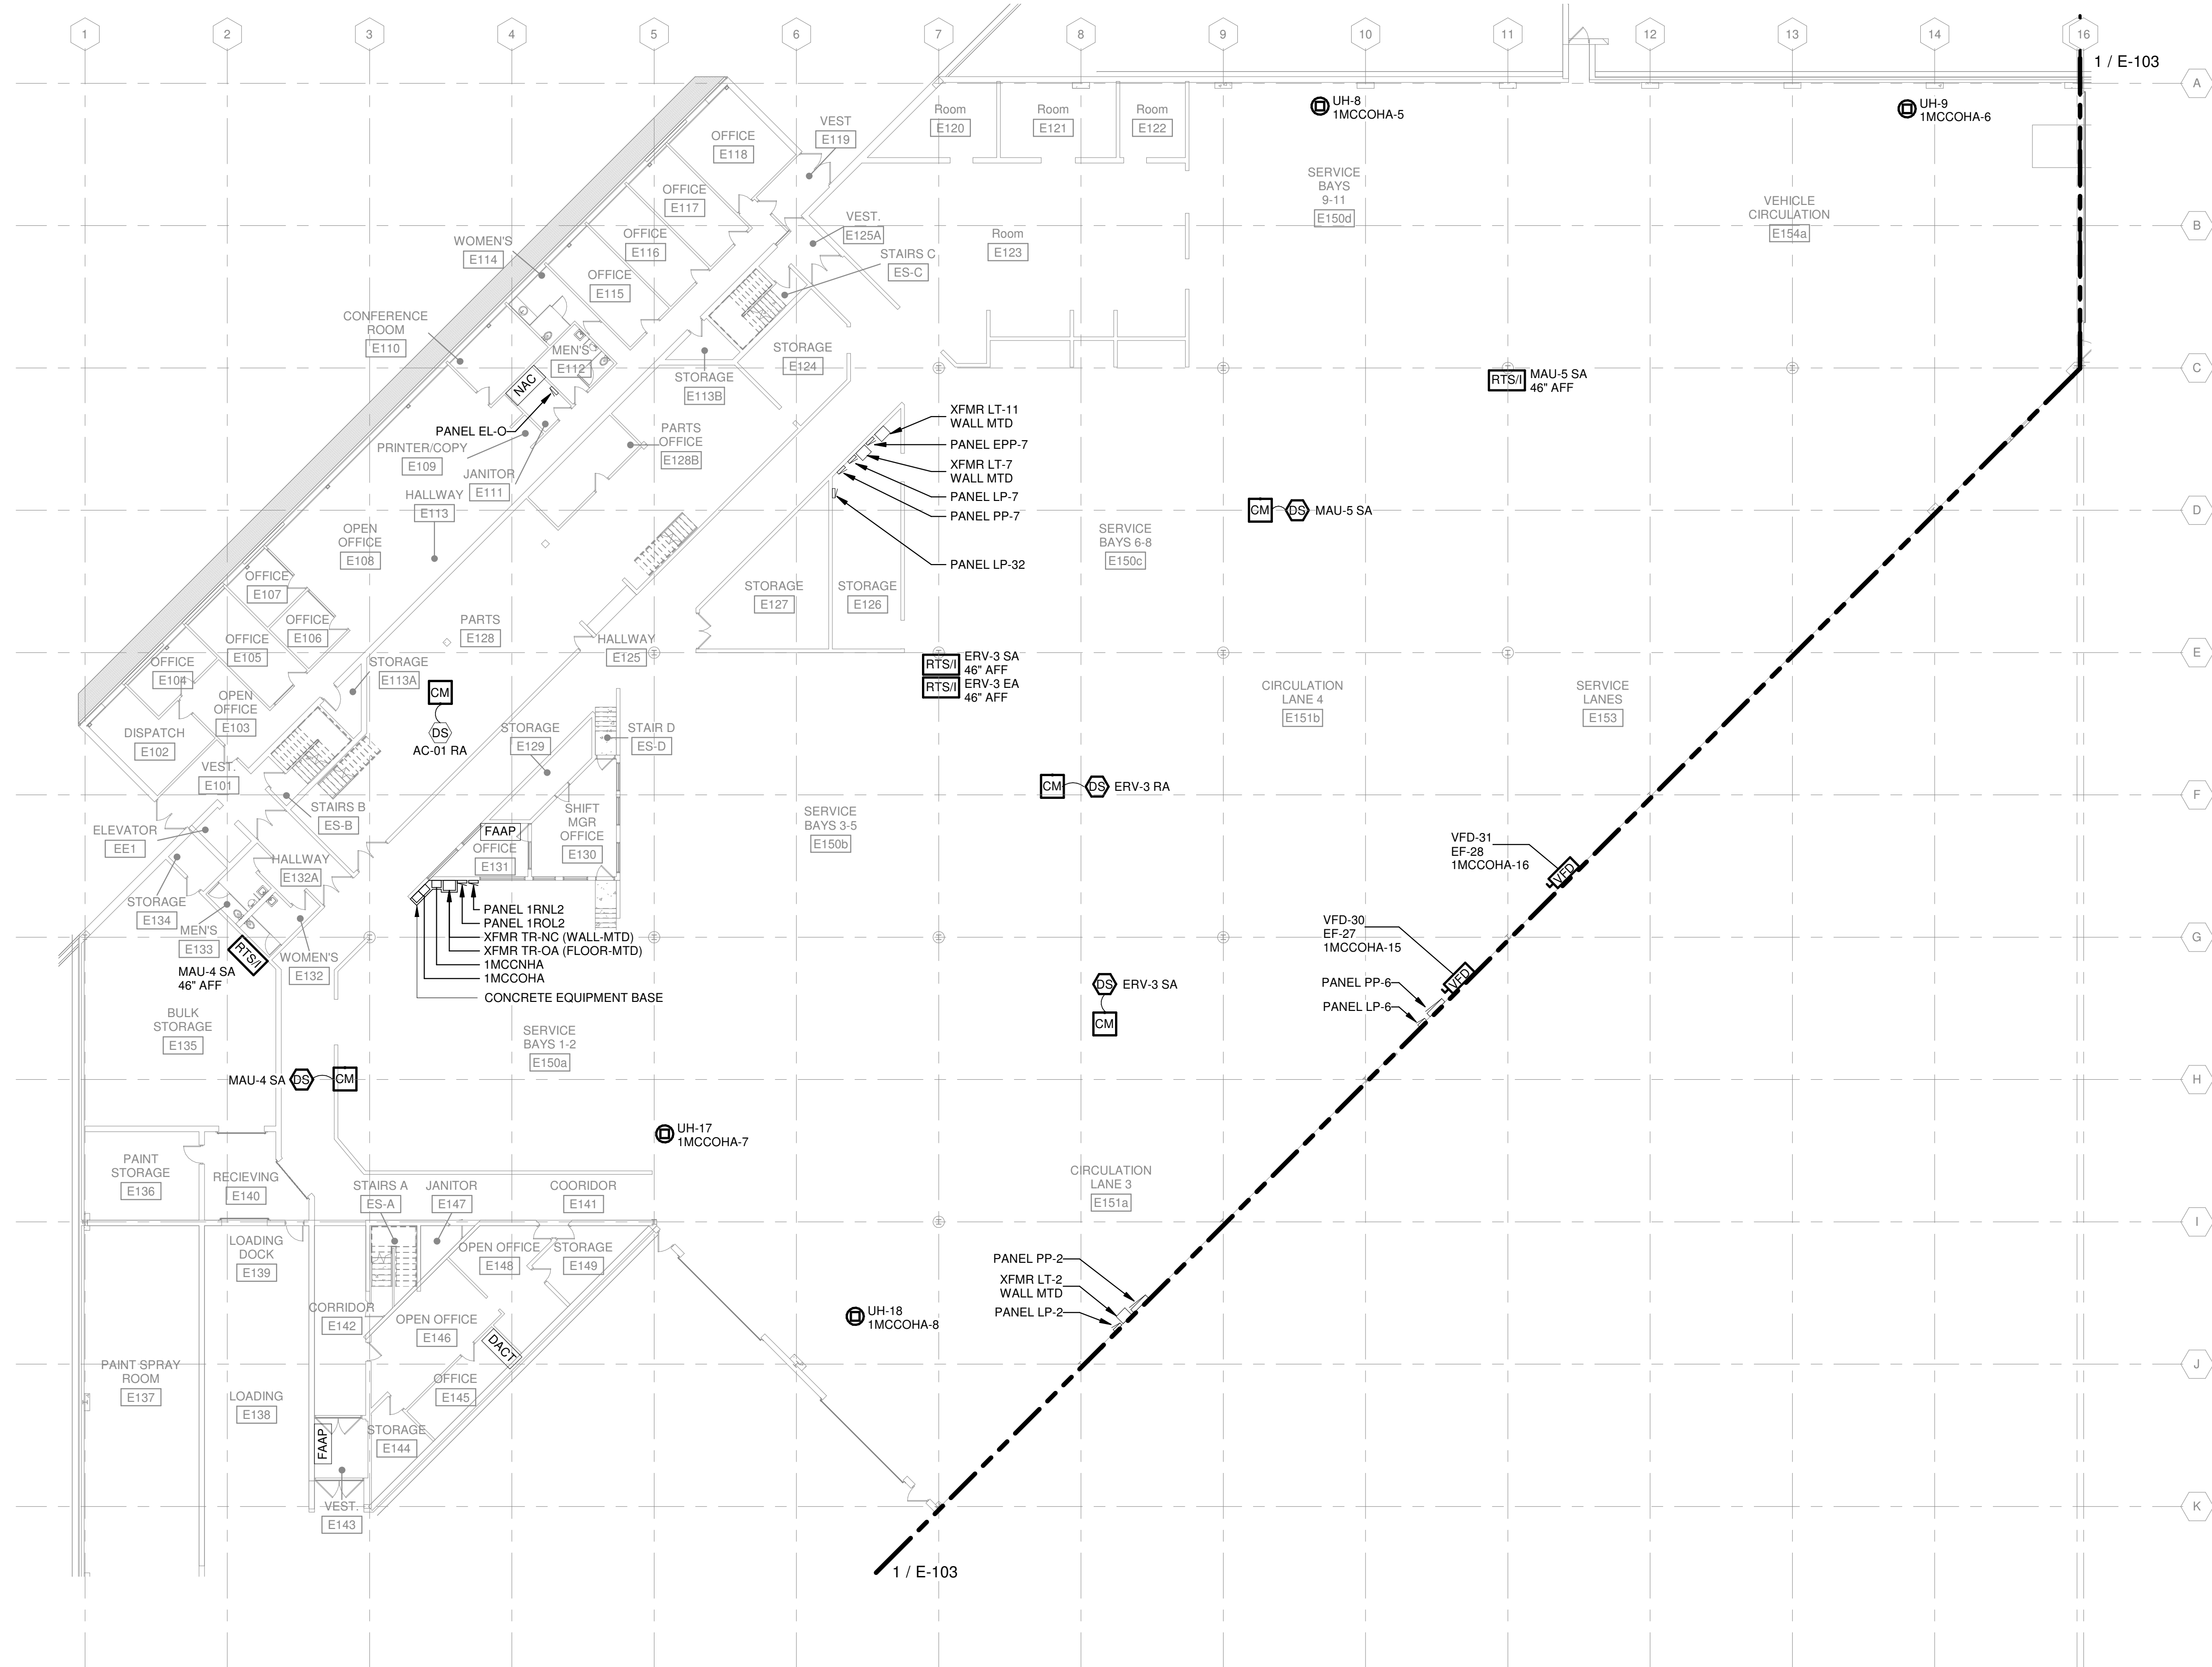 1
2
3
4
5
6
7
8
9
10
11
12
13
14
16
1 / E-103
A
UH-8
1MCCOHA-5
UH-9
1MCCOHA-6
Room
E120
Room
E121
Room
E122
VEST
E119
OFFICE
E118
OFFICE
E117
SERVICE
BAYS
9-11
E150d
VEHICLE
CIRCULATION
E154a
B
VEST.
E125A
Room
E123
OFFICE
E116
WOMEN'S
E114
STAIRS C
ES-C
OFFICE
E115
CONFERENCE
ROOM
E110
MEN'S
E112
STORAGE
E124
STORAGE
E113B
C
RTS/I
MAU-5 SA
46" AFF
NAC
PANEL EL-O
PRINTER/COPY
E109
JANITOR
E111
PARTS
OFFICE
E128B
XFMR LT-11
WALL MTD
PANEL EPP-7
XFMR LT-7
WALL MTD
PANEL LP-7
PANEL PP-7
PANEL LP-32
HALLWAY
E113
OPEN
OFFICE
E108
CM
DS
MAU-5 SA
D
SERVICE
BAYS 6-8
E150c
OFFICE
E107
OFFICE
E106
STORAGE
E127
STORAGE
E126
PARTS
E128
OFFICE
E105
HALLWAY
E125
E
OFFICE
E104
STORAGE
E113A
RTS/I
ERV-3 SA
46" AFF
RTS/I
ERV-3 EA
46" AFF
OPEN
OFFICE
E103
CM
DS
AC-01 RA
CIRCULATION
LANE 4
E151b
SERVICE
LANES
E153
DISPATCH
E102
STORAGE
E129
STAIR D
ES-D
VEST.
E101
CM
DS
ERV-3 RA
F
STAIRS B
ES-B
SHIFT
MGR
OFFICE
E130
SERVICE
BAYS 3-5
E150b
ELEVATOR
EE1
FAAP
OFFICE
E131
VFD-31
EF-28
1MCCOHA-16
VFD
HALLWAY
E132A
STORAGE
E134
PANEL 1RNL2
PANEL 1ROL2
XFMR TR-NC (WALL-MTD)
XFMR TR-OA (FLOOR-MTD)
1MCCNHA
1MCCOHA
CONCRETE EQUIPMENT BASE
MEN'S
E133
RTS/I
MAU-4 SA
46" AFF
WOMEN'S
E132
VFD-30
EF-27
1MCCOHA-15
VFD
G
PANEL PP-6
PANEL LP-6
DS
ERV-3 SA
CM
BULK
STORAGE
E135
SERVICE
BAYS 1-2
E150a
MAU-4 SA
DS
CM
H
UH-17
1MCCOHA-7
PAINT
STORAGE
E136
RECIEVING
E140
STAIRS A
ES-A
JANITOR
E147
COORIDOR
E141
CIRCULATION
LANE 3
E151a
I
LOADING
DOCK
E139
OPEN OFFICE
E148
STORAGE
E149
PANEL PP-2
XFMR LT-2
WALL MTD
PANEL LP-2
CORRIDOR
E142
OPEN OFFICE
E146
UH-18
1MCCOHA-8
DACT
J
PAINT SPRAY
ROOM
E137
LOADING
E138
OFFICE
E145
STORAGE
E144
FAAP
VEST.
E143
K
1 / E-103